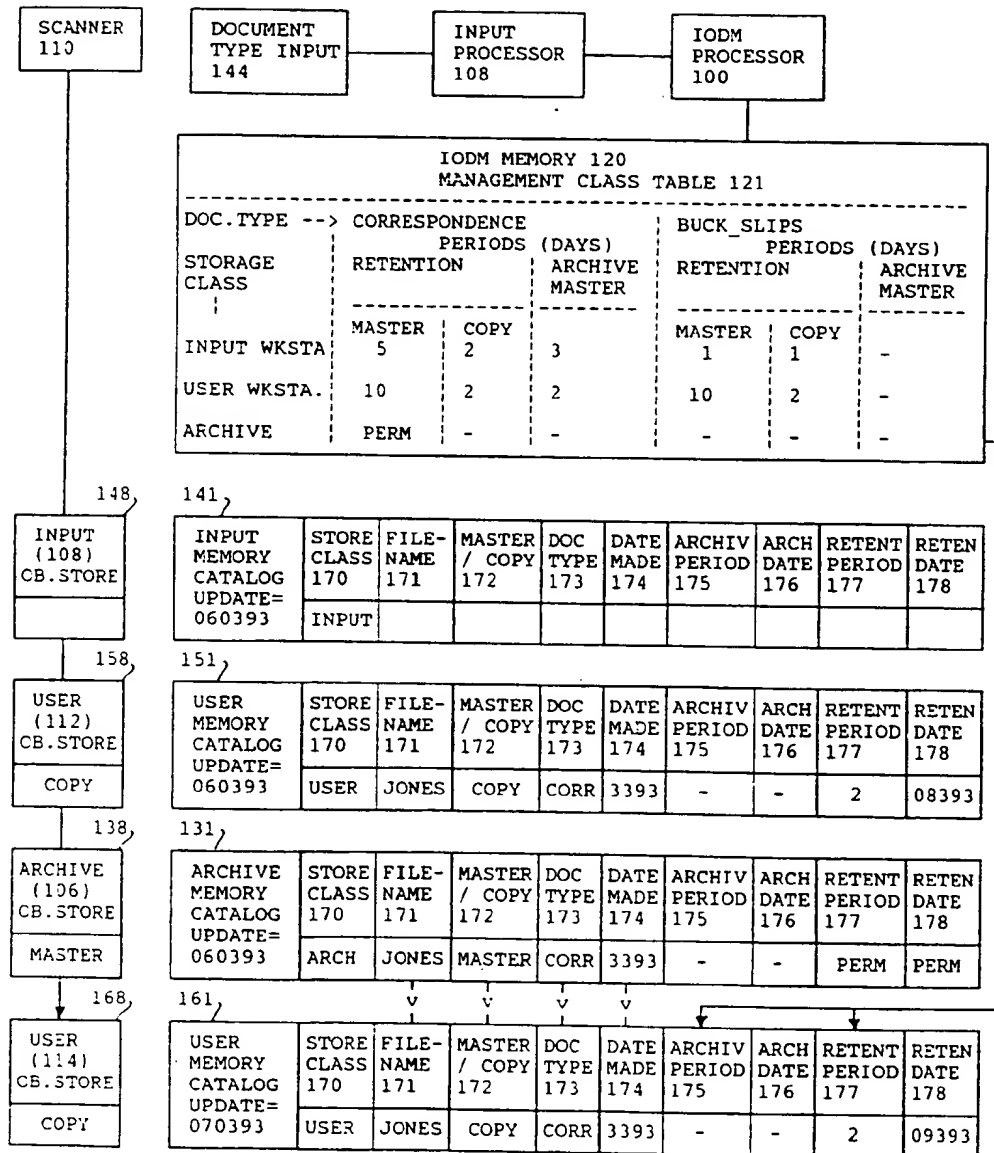 SCANNER
110
DOCUMENT
TYPE INPUT
144
INPUT
PROCESSOR
108
IODM
PROCESSOR
100
IODM MEMORY 120
MANAGEMENT CLASS TABLE 121
DOC.TYPE --> CORRESPONDENCE BUCK_SLIPS
PERIODS (DAYS) PERIODS (DAYS)
STORAGE RETENTION ARCHIVE RETENTION ARCHIVE
CLASS MASTER MASTER
MASTER COPY MASTER COPY
INPUT WKSTA 5 2 3 1 1 -
USER WKSTA. 10 2 2 10 2 -
ARCHIVE PERM - - - - -
148 141
INPUT
(108)
CB.STORE
INPUT STORE FILE- MASTER DOC DATE ARCHIV ARCH RETENT RETEN
MEMORY CLASS NAME / COPY TYPE MADE PERIOD DATE PERIOD DATE
CATALOG 170 171 172 173 174 175 176 177 178
UPDATE=
060393 INPUT
158 151
USER
(112)
CB.STORE
COPY
USER STORE FILE- MASTER DOC DATE ARCHIV ARCH RETENT RETEN
MEMORY CLASS NAME / COPY TYPE MADE PERIOD DATE PERIOD DATE
CATALOG 170 171 172 173 174 175 176 177 178
UPDATE=
060393 USER JONES COPY CORR 3393 - - 2 08393
138 131
ARCHIVE
(106)
CB.STORE
MASTER
ARCHIVE STORE FILE- MASTER DOC DATE ARCHIV ARCH RETENT RETEN
MEMORY CLASS NAME / COPY TYPE MADE PERIOD DATE PERIOD DATE
CATALOG 170 171 172 173 174 175 176 177 178
UPDATE=
060393 ARCH JONES MASTER CORR 3393 - - PERM PERM
v v v v
168 161
USER
(114)
CB.STORE
COPY
USER STORE FILE- MASTER DOC DATE ARCHIV ARCH RETENT RETEN
MEMORY CLASS NAME / COPY TYPE MADE PERIOD DATE PERIOD DATE
CATALOG 170 171 172 173 174 175 176 177 178
UPDATE=
070393 USER JONES COPY CORR 3393 - - 2 09393